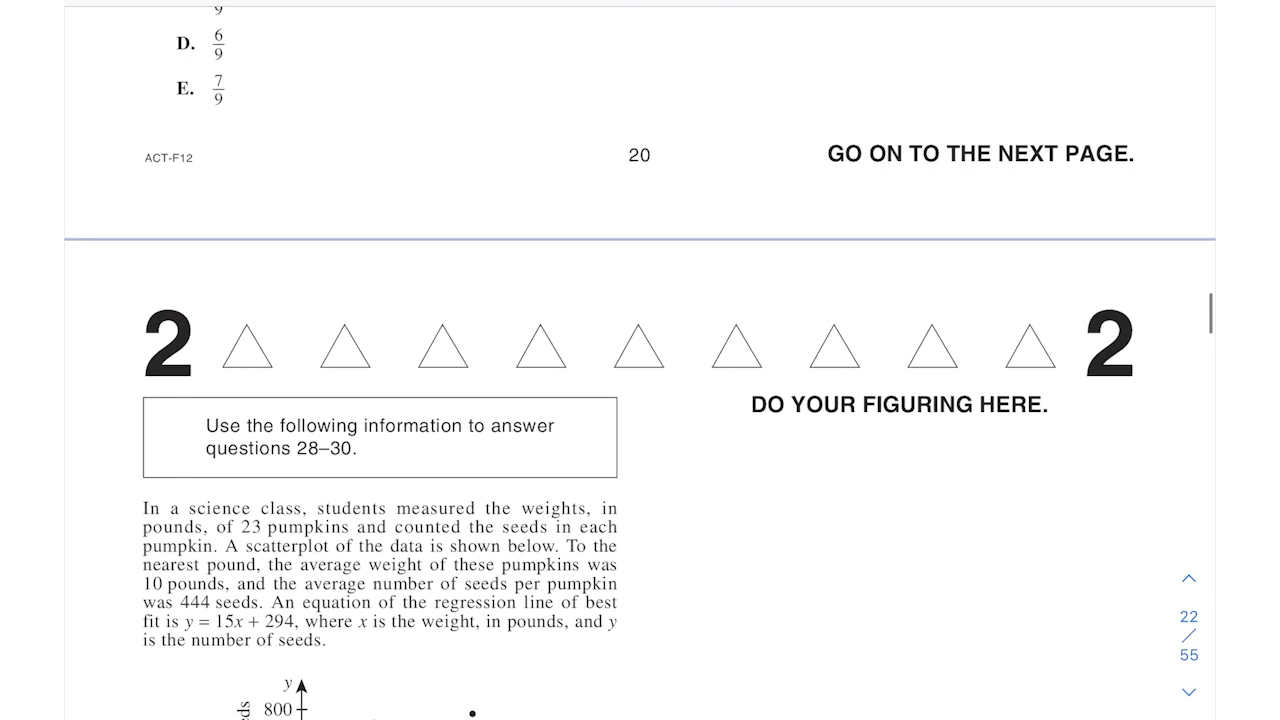 9
D. 6/9
E. 7/9
ACT-F12 20 GO ON TO THE NEXT PAGE.
2 2
DO YOUR FIGURING HERE.
Use the following information to answer
questions 28–30.
In a science class, students measured the weights, in
pounds, of 23 pumpkins and counted the seeds in each
pumpkin. A scatterplot of the data is shown below. To the
nearest pound, the average weight of these pumpkins was
10 pounds, and the average number of seeds per pumpkin
was 444 seeds. An equation of the regression line of best
fit is y = 15x + 294, where x is the weight, in pounds, and y
is the number of seeds.
22
/
55
y
800